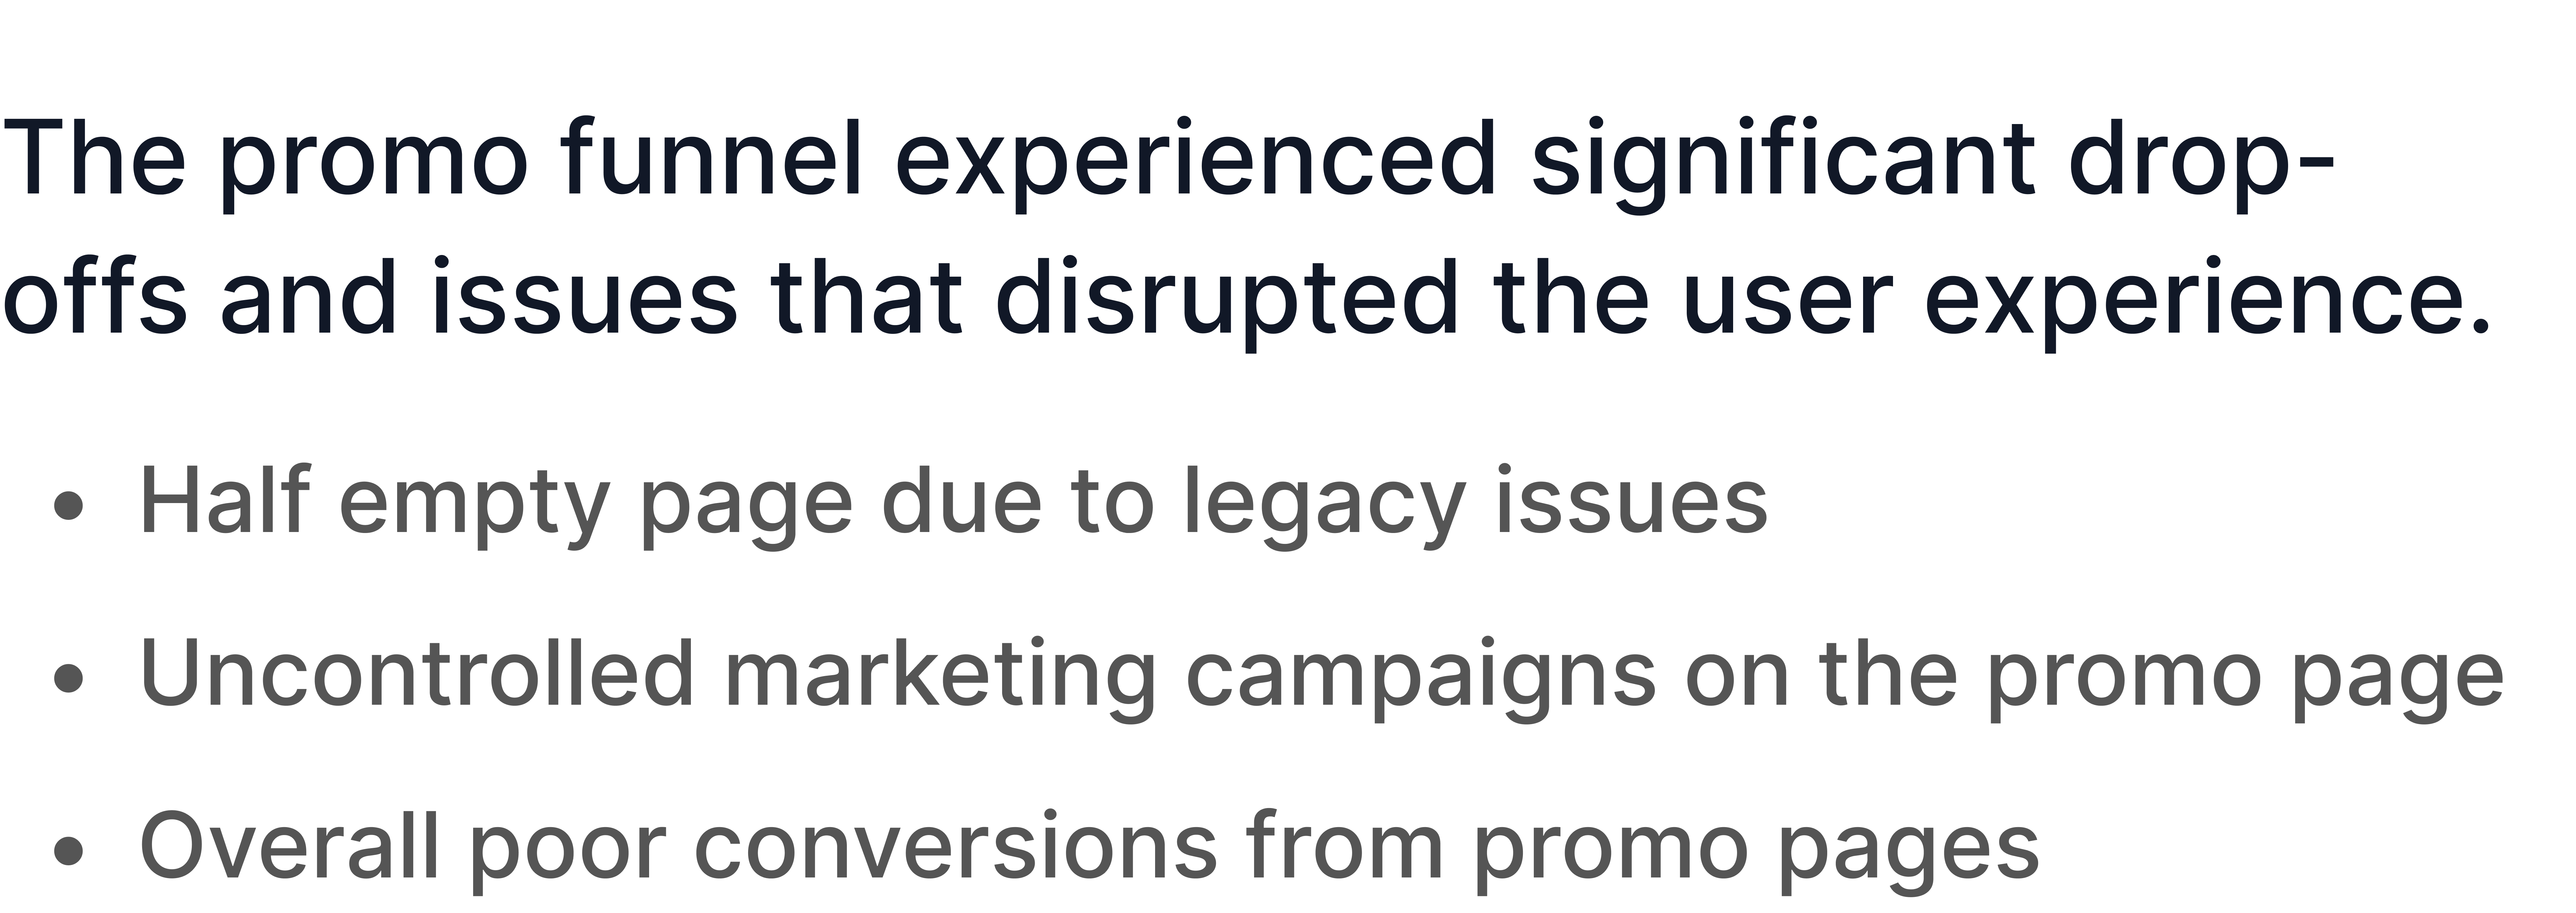 The promo funnel experienced significant drop-
offs and issues that disrupted the user experience.
• Half empty page due to legacy issues
• Uncontrolled marketing campaigns on the promo page
• Overall poor conversions from promo pages